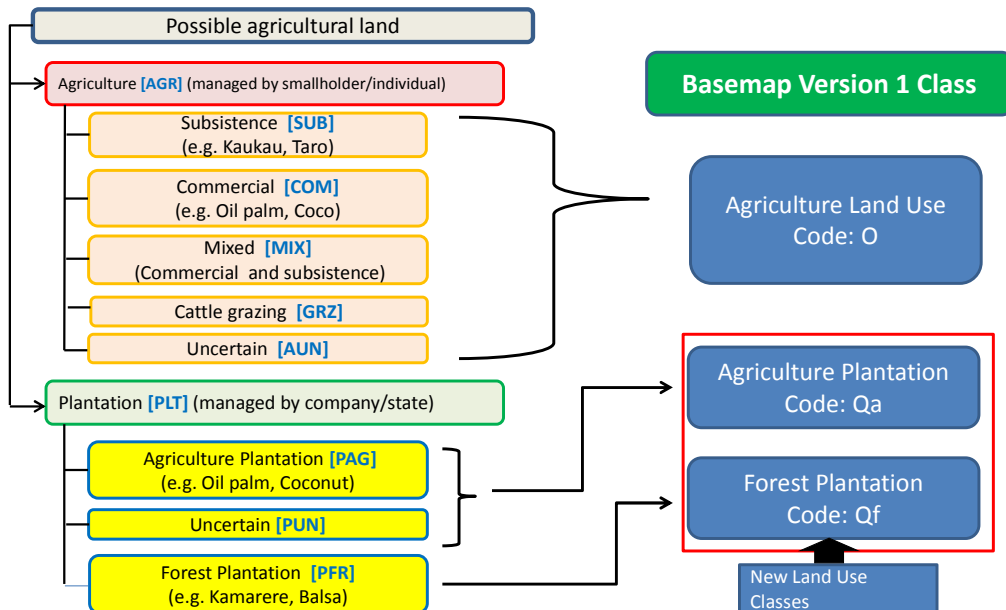 Possible agricultural land
Agriculture [AGR] (managed by smallholder/individual)
Subsistence [SUB]
(e.g. Kaukau, Taro)
Commercial [COM]
(e.g. Oil palm, Coco)
Mixed [MIX]
(Commercial and subsistence)
Cattle grazing [GRZ]
Uncertain [AUN]
Plantation [PLT] (managed by company/state)
Agriculture Plantation [PAG]
(e.g. Oil palm, Coconut)
Uncertain [PUN]
Forest Plantation [PFR]
(e.g. Kamarere, Balsa)
Basemap Version 1 Class
Agriculture Land Use
Code: O
Agriculture Plantation
Code: Qa
Forest Plantation
Code: Qf
New Land Use
Classes